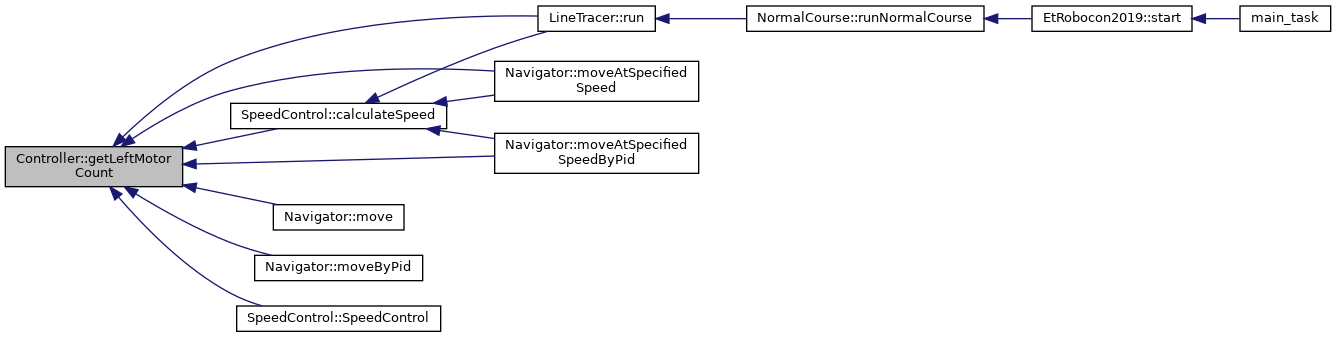 LineTracer::run
NormalCourse::runNormalCourse
EtRobocon2019::start
main_task
Navigator::moveAtSpecified
Speed
SpeedControl::calculateSpeed
Navigator::moveAtSpecified
SpeedByPid
Controller::getLeftMotor
Count
Navigator::move
Navigator::moveByPid
SpeedControl::SpeedControl